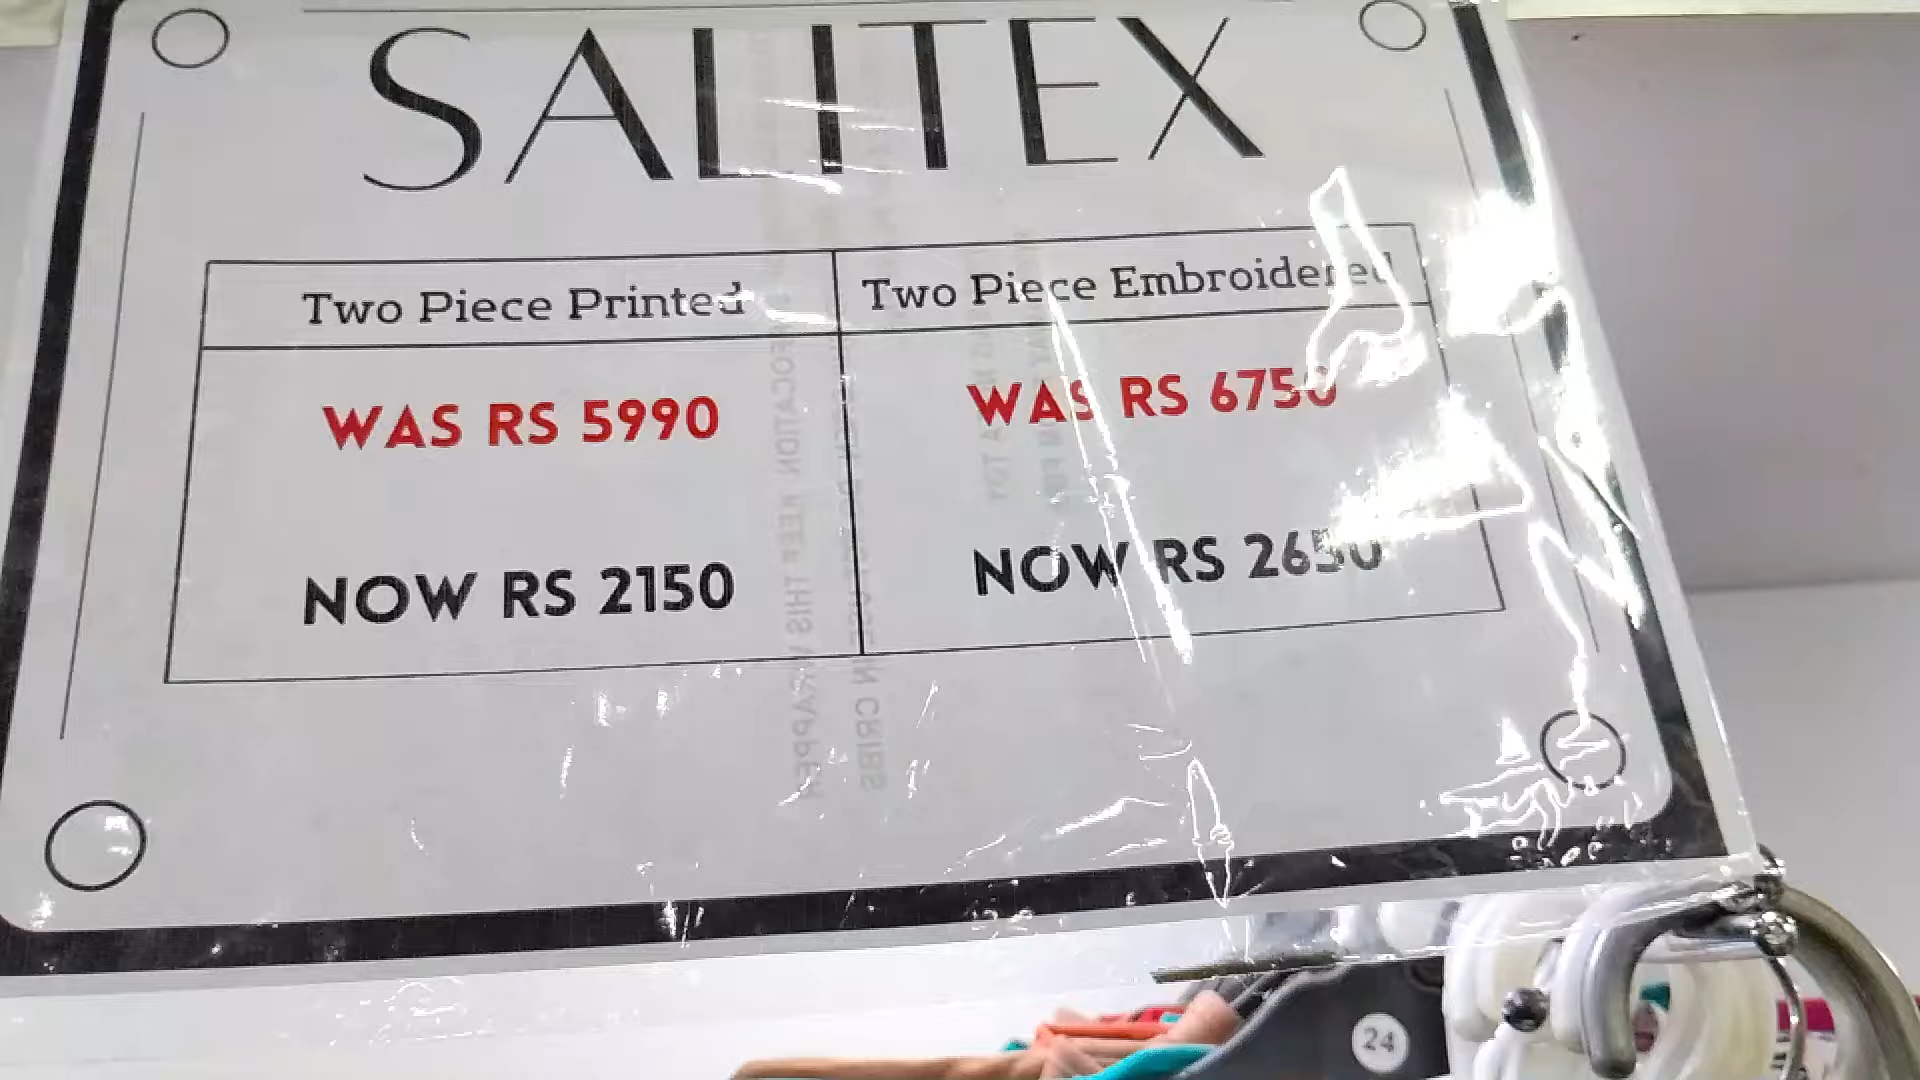 SALITEX
Two Piece Printed
Two Piece Embroidered
WAS RS 5990
WAS RS 6750
NOW RS 2150
NOW RS 2650
24